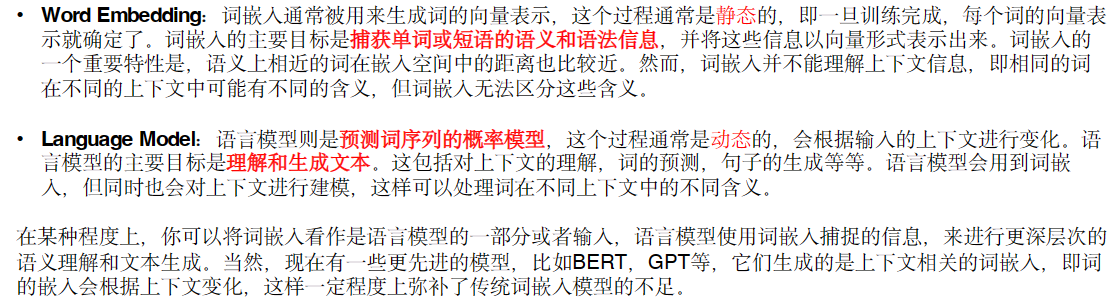 • Word Embedding：词嵌入通常被用来生成词的向量表示，这个过程通常是静态的，即一旦训练完成，每个词的向量表
示就确定了。词嵌入的主要目标是捕获单词或短语的语义和语法信息，并将这些信息以向量形式表示出来。词嵌入的
一个重要特性是，语义上相近的词在嵌入空间中的距离也比较近。然而，词嵌入并不能理解上下文信息，即相同的词
在不同的上下文中可能有不同的含义，但词嵌入无法区分这些含义。
• Language Model：语言模型则是预测词序列的概率模型，这个过程通常是动态的，会根据输入的上下文进行变化。语
言模型的主要目标是理解和生成文本。这包括对上下文的理解，词的预测，句子的生成等等。语言模型会用到词嵌
入，但同时也会对上下文进行建模，这样可以处理词在不同上下文中的不同含义。
在某种程度上，你可以将词嵌入看作是语言模型的一部分或者输入，语言模型使用词嵌入捕捉的信息，来进行更深层次的
语义理解和文本生成。当然，现在有一些更先进的模型，比如BERT，GPT等，它们生成的是上下文相关的词嵌入，即词
的嵌入会根据上下文变化，这样一定程度上弥补了传统词嵌入模型的不足。